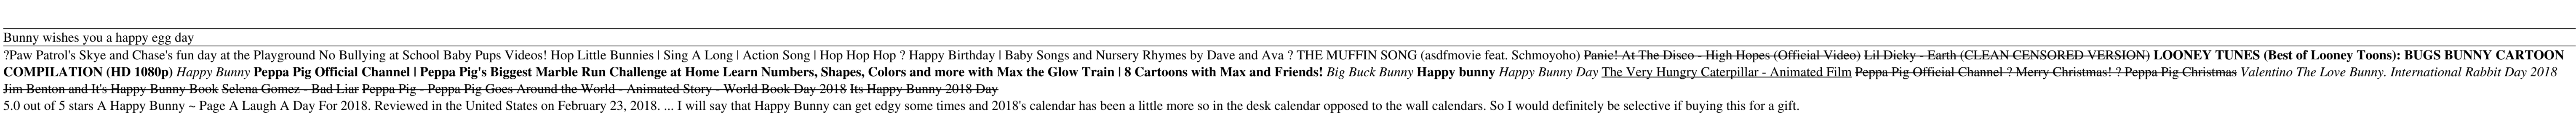 Bunny wishes you a happy egg day
?Paw Patrol's Skye and Chase's fun day at the Playground No Bullying at School Baby Pups Videos! Hop Little Bunnies | Sing A Long | Action Song | Hop Hop Hop ? Happy Birthday | Baby Songs and Nursery Rhymes by Dave and Ava ? THE MUFFIN SONG (asdfmovie feat. Schmoyoho) Panic! At The Disco - High Hopes (Official Video) Lil Dicky - Earth (CLEAN CENSORED VERSION) LOONEY TUNES (Best of Looney Toons): BUGS BUNNY CARTOON
COMPILATION (HD 1080p) Happy Bunny Peppa Pig Official Channel | Peppa Pig's Biggest Marble Run Challenge at Home Learn Numbers, Shapes, Colors and more with Max the Glow Train | 8 Cartoons with Max and Friends! Big Buck Bunny Happy bunny Happy Bunny Day The Very Hungry Caterpillar - Animated Film Peppa Pig Official Channel ? Merry Christmas! ? Peppa Pig Christmas Valentino The Love Bunny. International Rabbit Day 2018
Jim Benton and It's Happy Bunny Book Selena Gomez - Bad Liar Peppa Pig - Peppa Pig Goes Around the World - Animated Story - World Book Day 2018 Its Happy Bunny 2018 Day
5.0 out of 5 stars A Happy Bunny ~ Page A Laugh A Day For 2018. Reviewed in the United States on February 23, 2018. ... I will say that Happy Bunny can get edgy some times and 2018's calendar has been a little more so in the desk calendar opposed to the wall calendars. So I would definitely be selective if buying this for a gift.